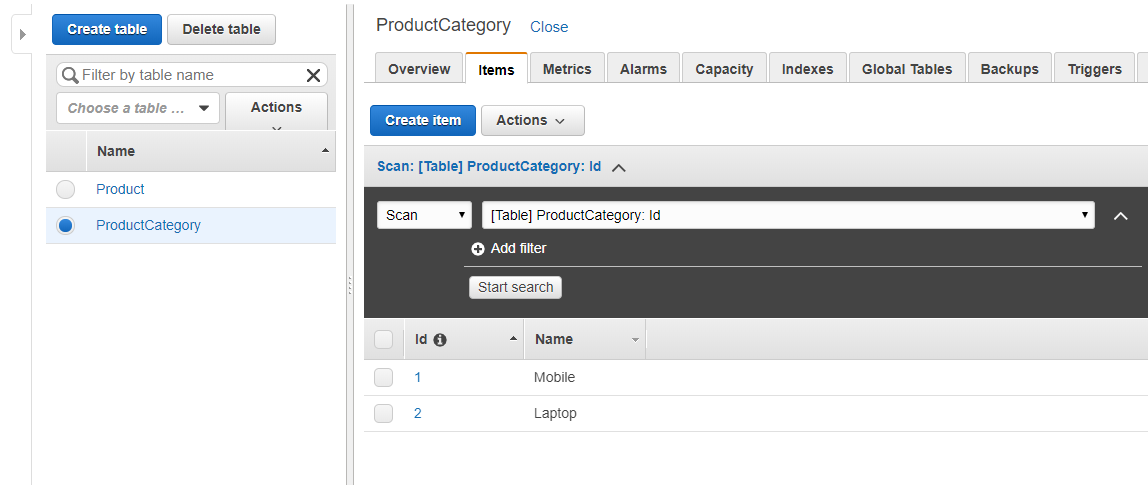 Create table Delete table
Filter by table name
Choose a table ... Actions
Name
Product
ProductCategory
ProductCategory Close
Overview Items Metrics Alarms Capacity Indexes Global Tables Backups Triggers
Create item Actions
Scan: [Table] ProductCategory: Id
Scan [Table] ProductCategory: Id
Add filter
Start search
Id Name
1 Mobile
2 Laptop